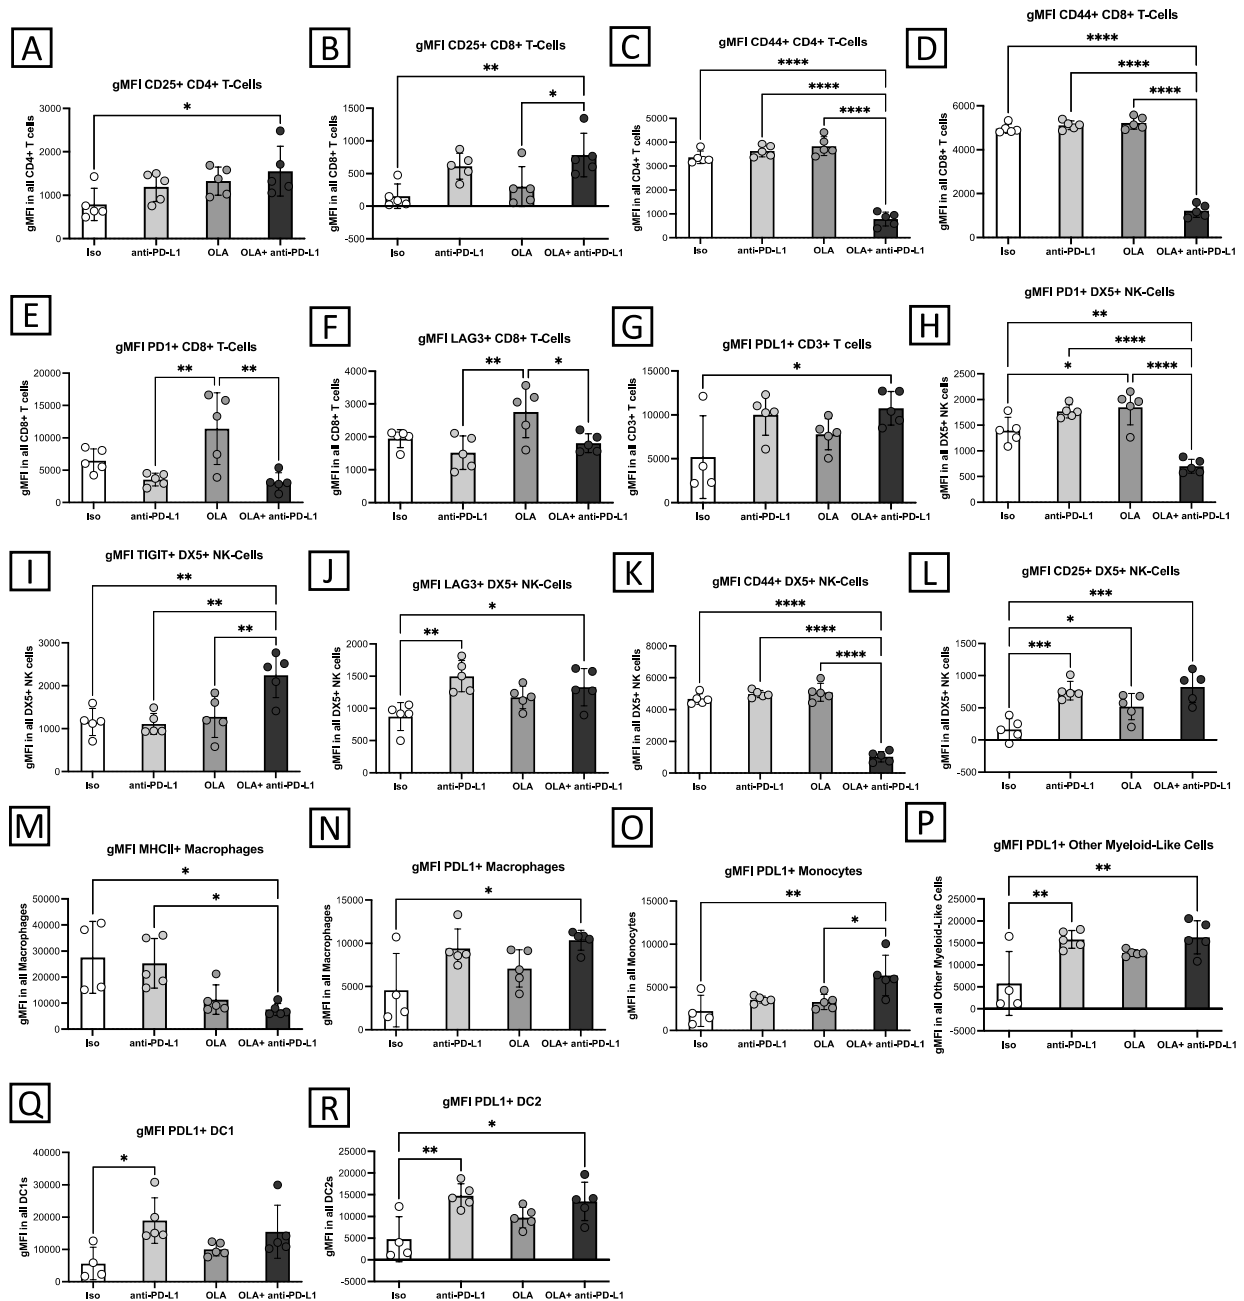 A
gMFI CD25+ CD4+ T-Cells
*
gMFI in all CD4+ T cells
3000
2000
1000
0
Iso
anti-PD-L1
OLA
OLA+ anti-PD-L1
B
gMFI CD25+ CD8+ T-Cells
**
*
gMFI in all CD8+ T cells
1500
1000
500
0
-500
Iso
anti-PD-L1
OLA
OLA+ anti-PD-L1
C
gMFI CD44+ CD4+ T-Cells
****
****
****
gMFI in all CD4+ T cells
5000
4000
3000
2000
1000
0
Iso
anti-PD-L1
OLA
OLA+ anti-PD-L1
D
gMFI CD44+ CD8+ T-Cells
****
****
****
gMFI in all CD8+ T cells
6000
4000
2000
0
Iso
anti-PD-L1
OLA
OLA+ anti-PD-L1
E
gMFI PD1+ CD8+ T-Cells
**
**
gMFI in all CD8+ T cells
20000
15000
10000
5000
0
Iso
anti-PD-L1
OLA
OLA+ anti-PD-L1
F
gMFI LAG3+ CD8+ T-Cells
**
*
gMFI in all CD8+ T cells
4000
3000
2000
1000
0
Iso
anti-PD-L1
OLA
OLA+ anti-PD-L1
G
gMFI PDL1+ CD3+ T cells
*
gMFI in all CD3+ T cells
15000
10000
5000
0
Iso
anti-PD-L1
OLA
OLA+ anti-PD-L1
H
gMFI PD1+ DX5+ NK-Cells
**
****
*
****
gMFI in all DX5+ NK cells
2500
2000
1500
1000
500
0
Iso
anti-PD-L1
OLA
OLA+ anti-PD-L1
I
gMFI TIGIT+ DX5+ NK-Cells
**
**
**
gMFI in all DX5+ NK cells
3000
2000
1000
0
Iso
anti-PD-L1
OLA
OLA+ anti-PD-L1
J
gMFI LAG3+ DX5+ NK-Cells
*
**
gMFI in all DX5+ NK cells
2000
1500
1000
500
0
Iso
anti-PD-L1
OLA
OLA+ anti-PD-L1
K
gMFI CD44+ DX5+ NK-Cells
****
****
****
gMFI in all DX5+ NK cells
8000
6000
4000
2000
0
Iso
anti-PD-L1
OLA
OLA+ anti-PD-L1
L
gMFI CD25+ DX5+ NK-Cells
***
*
***
gMFI in all DX5+ NK cells
1500
1000
500
0
-500
Iso
anti-PD-L1
OLA
OLA+ anti-PD-L1
M
gMFI MHCII+ Macrophages
*
*
gMFI in all Macrophages
50000
40000
30000
20000
10000
0
Iso
anti-PD-L1
OLA
OLA+ anti-PD-L1
N
gMFI PDL1+ Macrophages
*
gMFI in all Macrophages
15000
10000
5000
0
Iso
anti-PD-L1
OLA
OLA+ anti-PD-L1
O
gMFI PDL1+ Monocytes
**
*
gMFI in all Monocytes
15000
10000
5000
0
Iso
anti-PD-L1
OLA
OLA+ anti-PD-L1
P
gMFI PDL1+ Other Myeloid-Like Cells
**
**
gMFI in all Other Myeloid-Like Cells
25000
20000
15000
10000
5000
0
-5000
Iso
anti-PD-L1
OLA
OLA+ anti-PD-L1
Q
gMFI PDL1+ DC1
*
gMFI in all DC1s
40000
30000
20000
10000
0
Iso
anti-PD-L1
OLA
OLA+ anti-PD-L1
R
gMFI PDL1+ DC2
*
**
gMFI in all DC2s
25000
20000
15000
10000
5000
0
-5000
Iso
anti-PD-L1
OLA
OLA+ anti-PD-L1